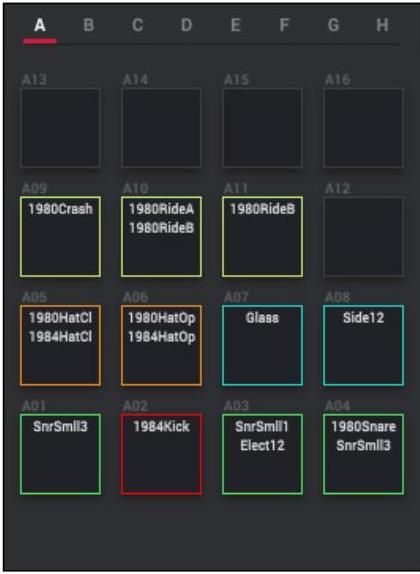 A B C D E F G H
A13 A14 A15 A16
A09 A10 A11 A12
1980Crash 1980RideA 1980RideB
1980RideB
A05 A06 A07 A08
1980HatCl 1980HatOp Glass Side12
1984HatCl 1984HatOp
A01 A02 A03 A04
SnrSmll3 1984Kick SnrSmll1 1980Snare
Elect12 SnrSmll3